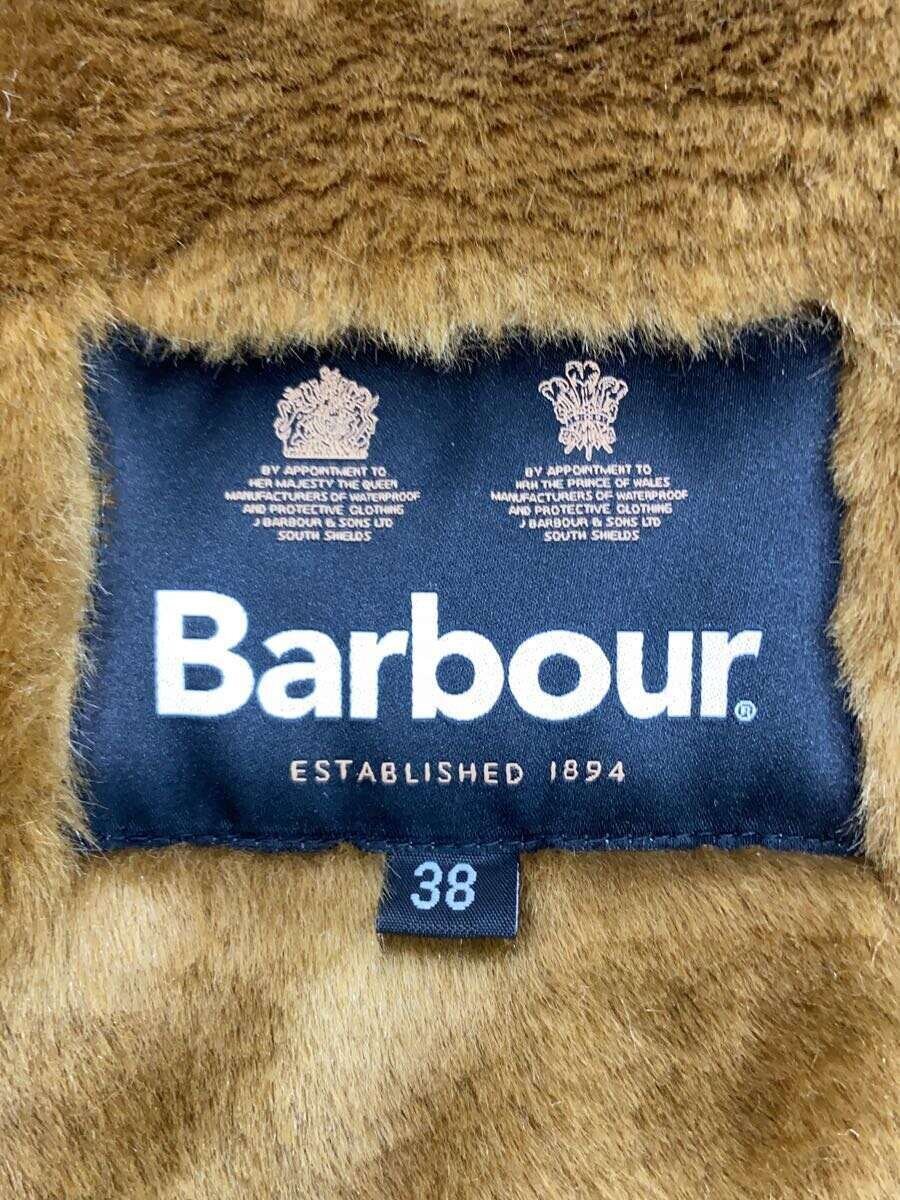 BY APPOINTMENT TO
HER MAJESTY THE QUEEN
MANUFACTURERS OF WATERPROOF
AND PROTECTIVE CLOTHING
J BARBOUR & SONS LTD
SOUTH SHIELDS
BY APPOINTMENT TO
HRH THE PRINCE OF WALES
MANUFACTURERS OF WATERPROOF
AND PROTECTIVE CLOTHING
J BARBOUR & SONS LTD
SOUTH SHIELDS
Barbour®
ESTABLISHED 1894
38